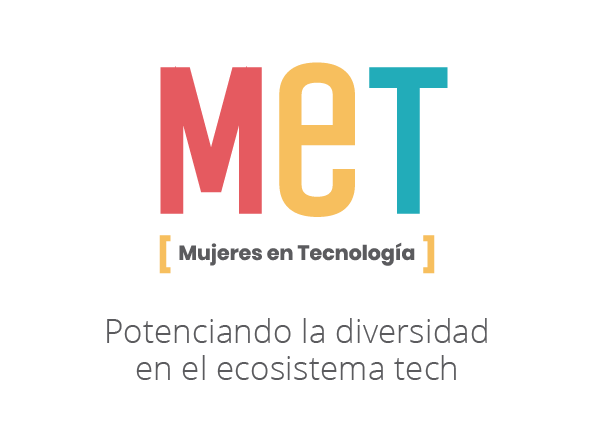 MeT
[ Mujeres en Tecnología ]
Potenciando la diversidad
en el ecosistema tech